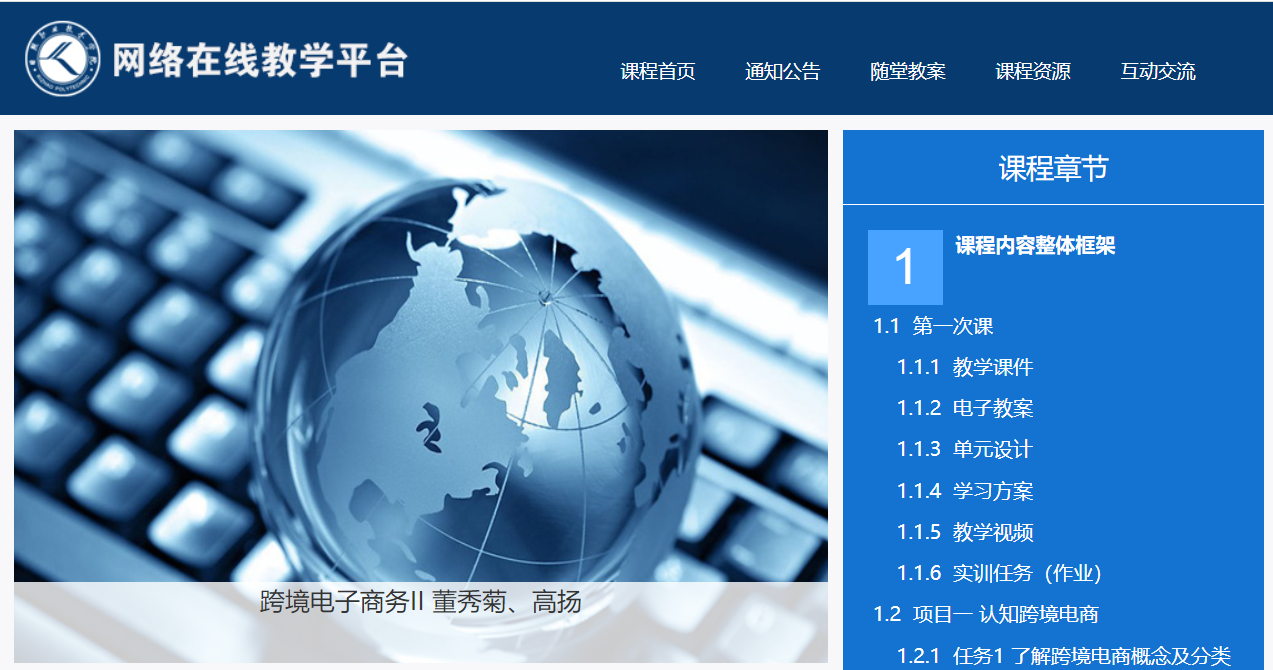 网络在线教学平台
课程首页 通知公告 随堂教案 课程资源 互动交流
跨境电子商务II 董秀菊、高扬
课程章节
1 课程内容整体框架
1.1 第一次课
1.1.1 教学课件
1.1.2 电子教案
1.1.3 单元设计
1.1.4 学习方案
1.1.5 教学视频
1.1.6 实训任务（作业）
1.2 项目一 认知跨境电商
1.2.1 任务1 了解跨境电商概念及分类